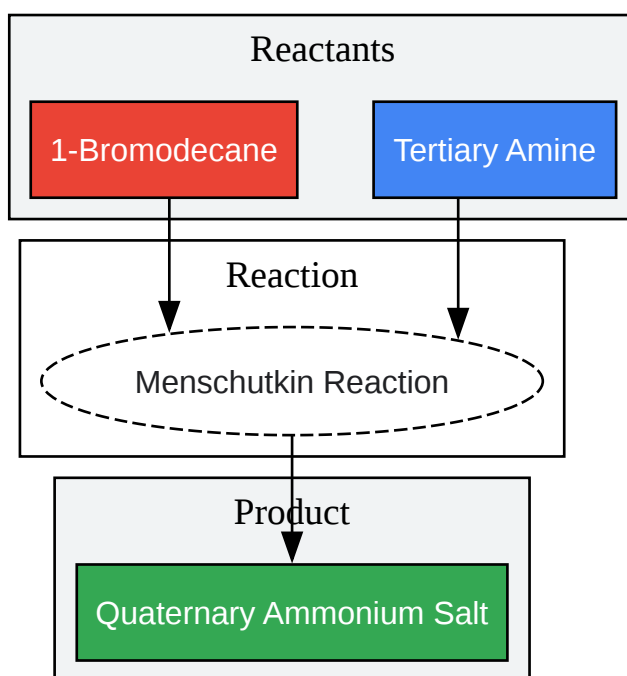 Reactants
1-Bromodecane
Tertiary Amine
Reaction
Menschutkin Reaction
Product
Quaternary Ammonium Salt